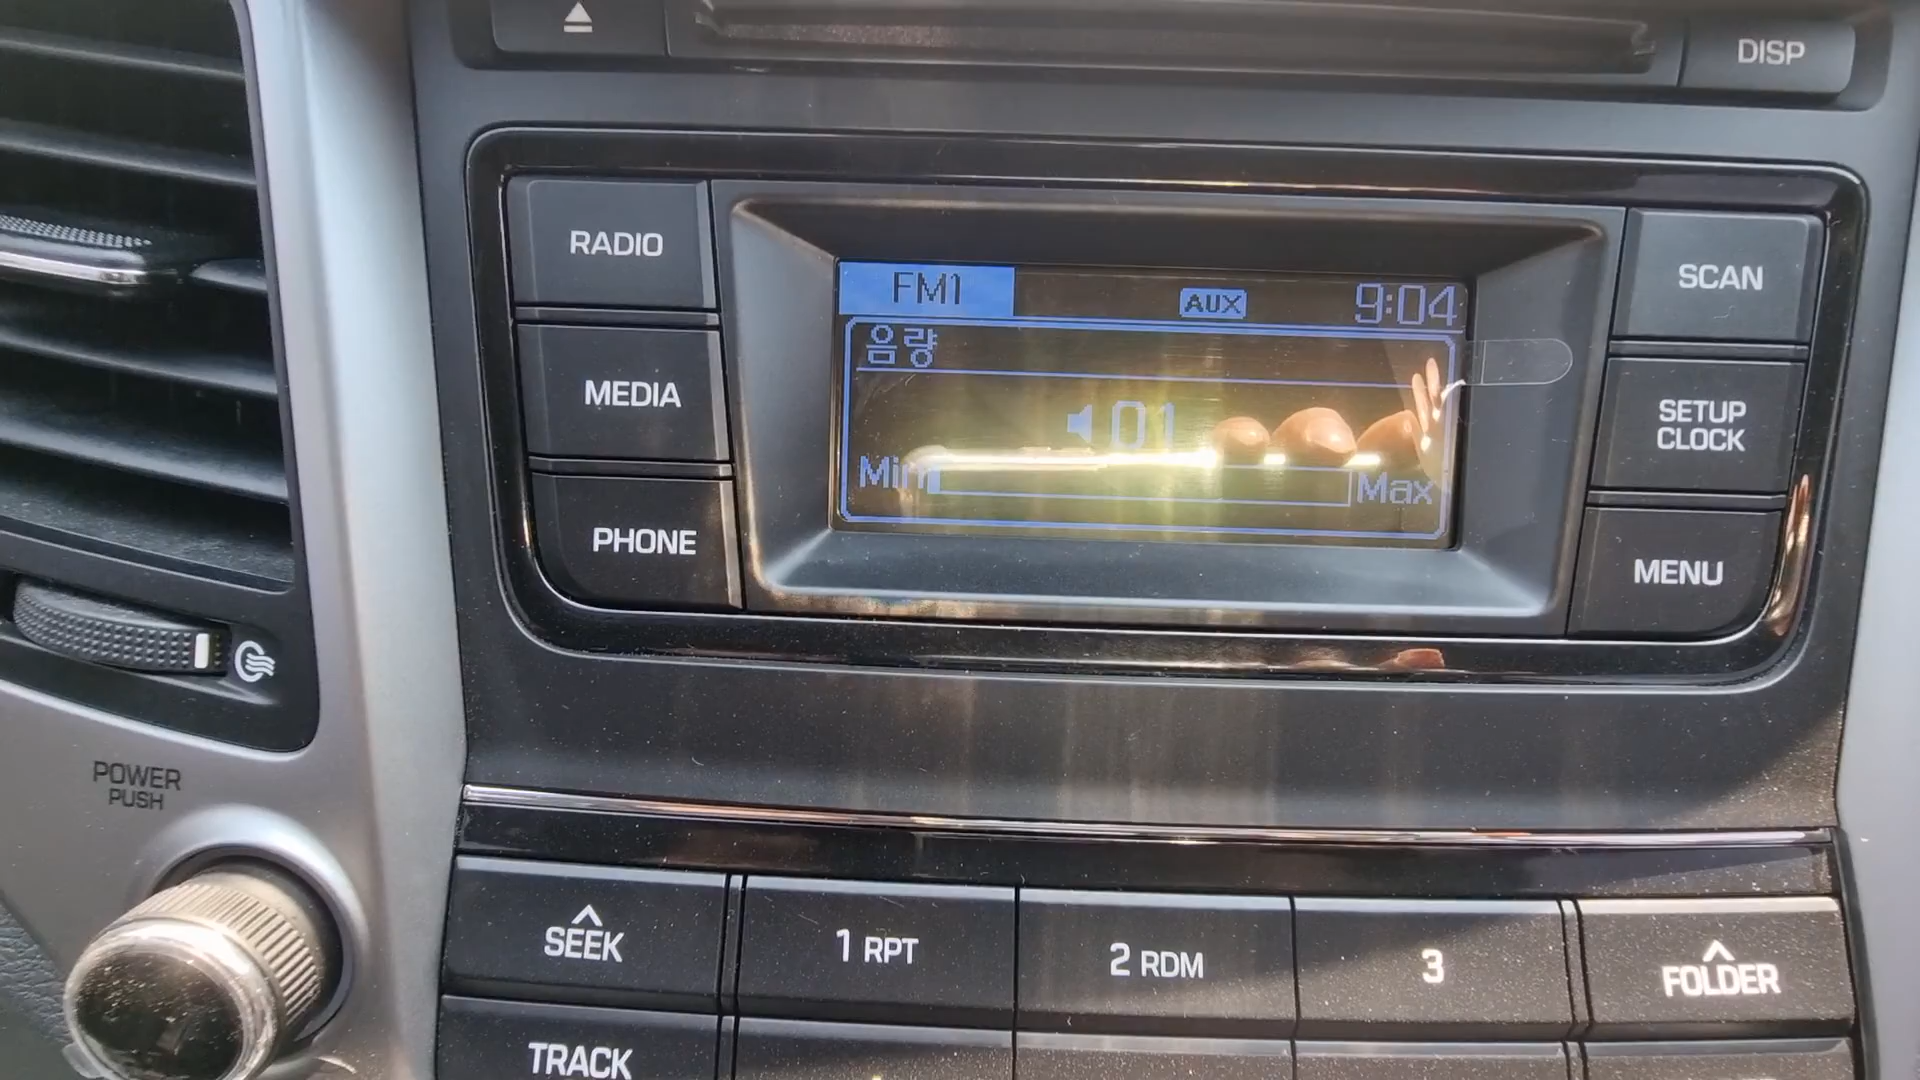 DISP
RADIO
MEDIA
PHONE
FM1
AUX
9:04
음량
01
Min
Max
SCAN
SETUP
CLOCK
MENU
POWER
PUSH
SEEK
1 RPT
2 RDM
3
FOLDER
TRACK